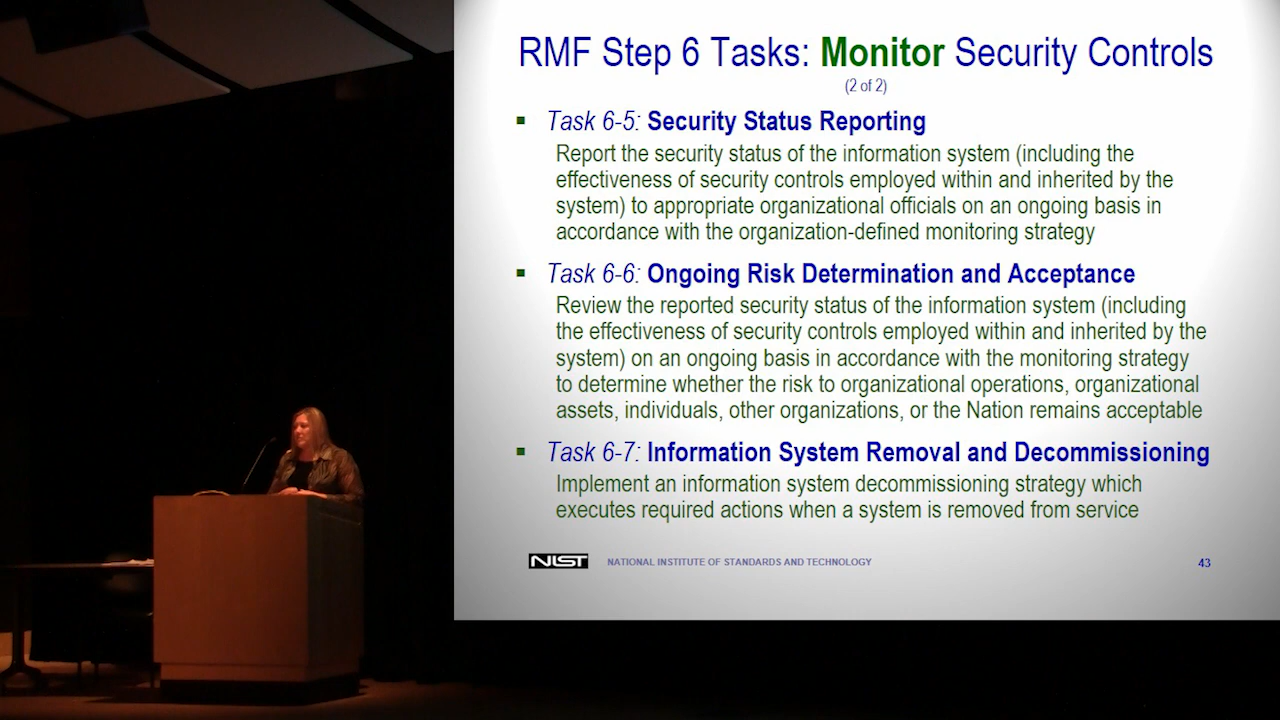 RMF Step 6 Tasks: Monitor Security Controls
(2 of 2)
Task 6-5: Security Status Reporting
Report the security status of the information system (including the
effectiveness of security controls employed within and inherited by the
system) to appropriate organizational officials on an ongoing basis in
accordance with the organization-defined monitoring strategy
Task 6-6: Ongoing Risk Determination and Acceptance
Review the reported security status of the information system (including
the effectiveness of security controls employed within and inherited by the
system) on an ongoing basis in accordance with the monitoring strategy
to determine whether the risk to organizational operations, organizational
assets, individuals, other organizations, or the Nation remains acceptable
Task 6-7: Information System Removal and Decommissioning
Implement an information system decommissioning strategy which
executes required actions when a system is removed from service
NIST NATIONAL INSTITUTE OF STANDARDS AND TECHNOLOGY 43